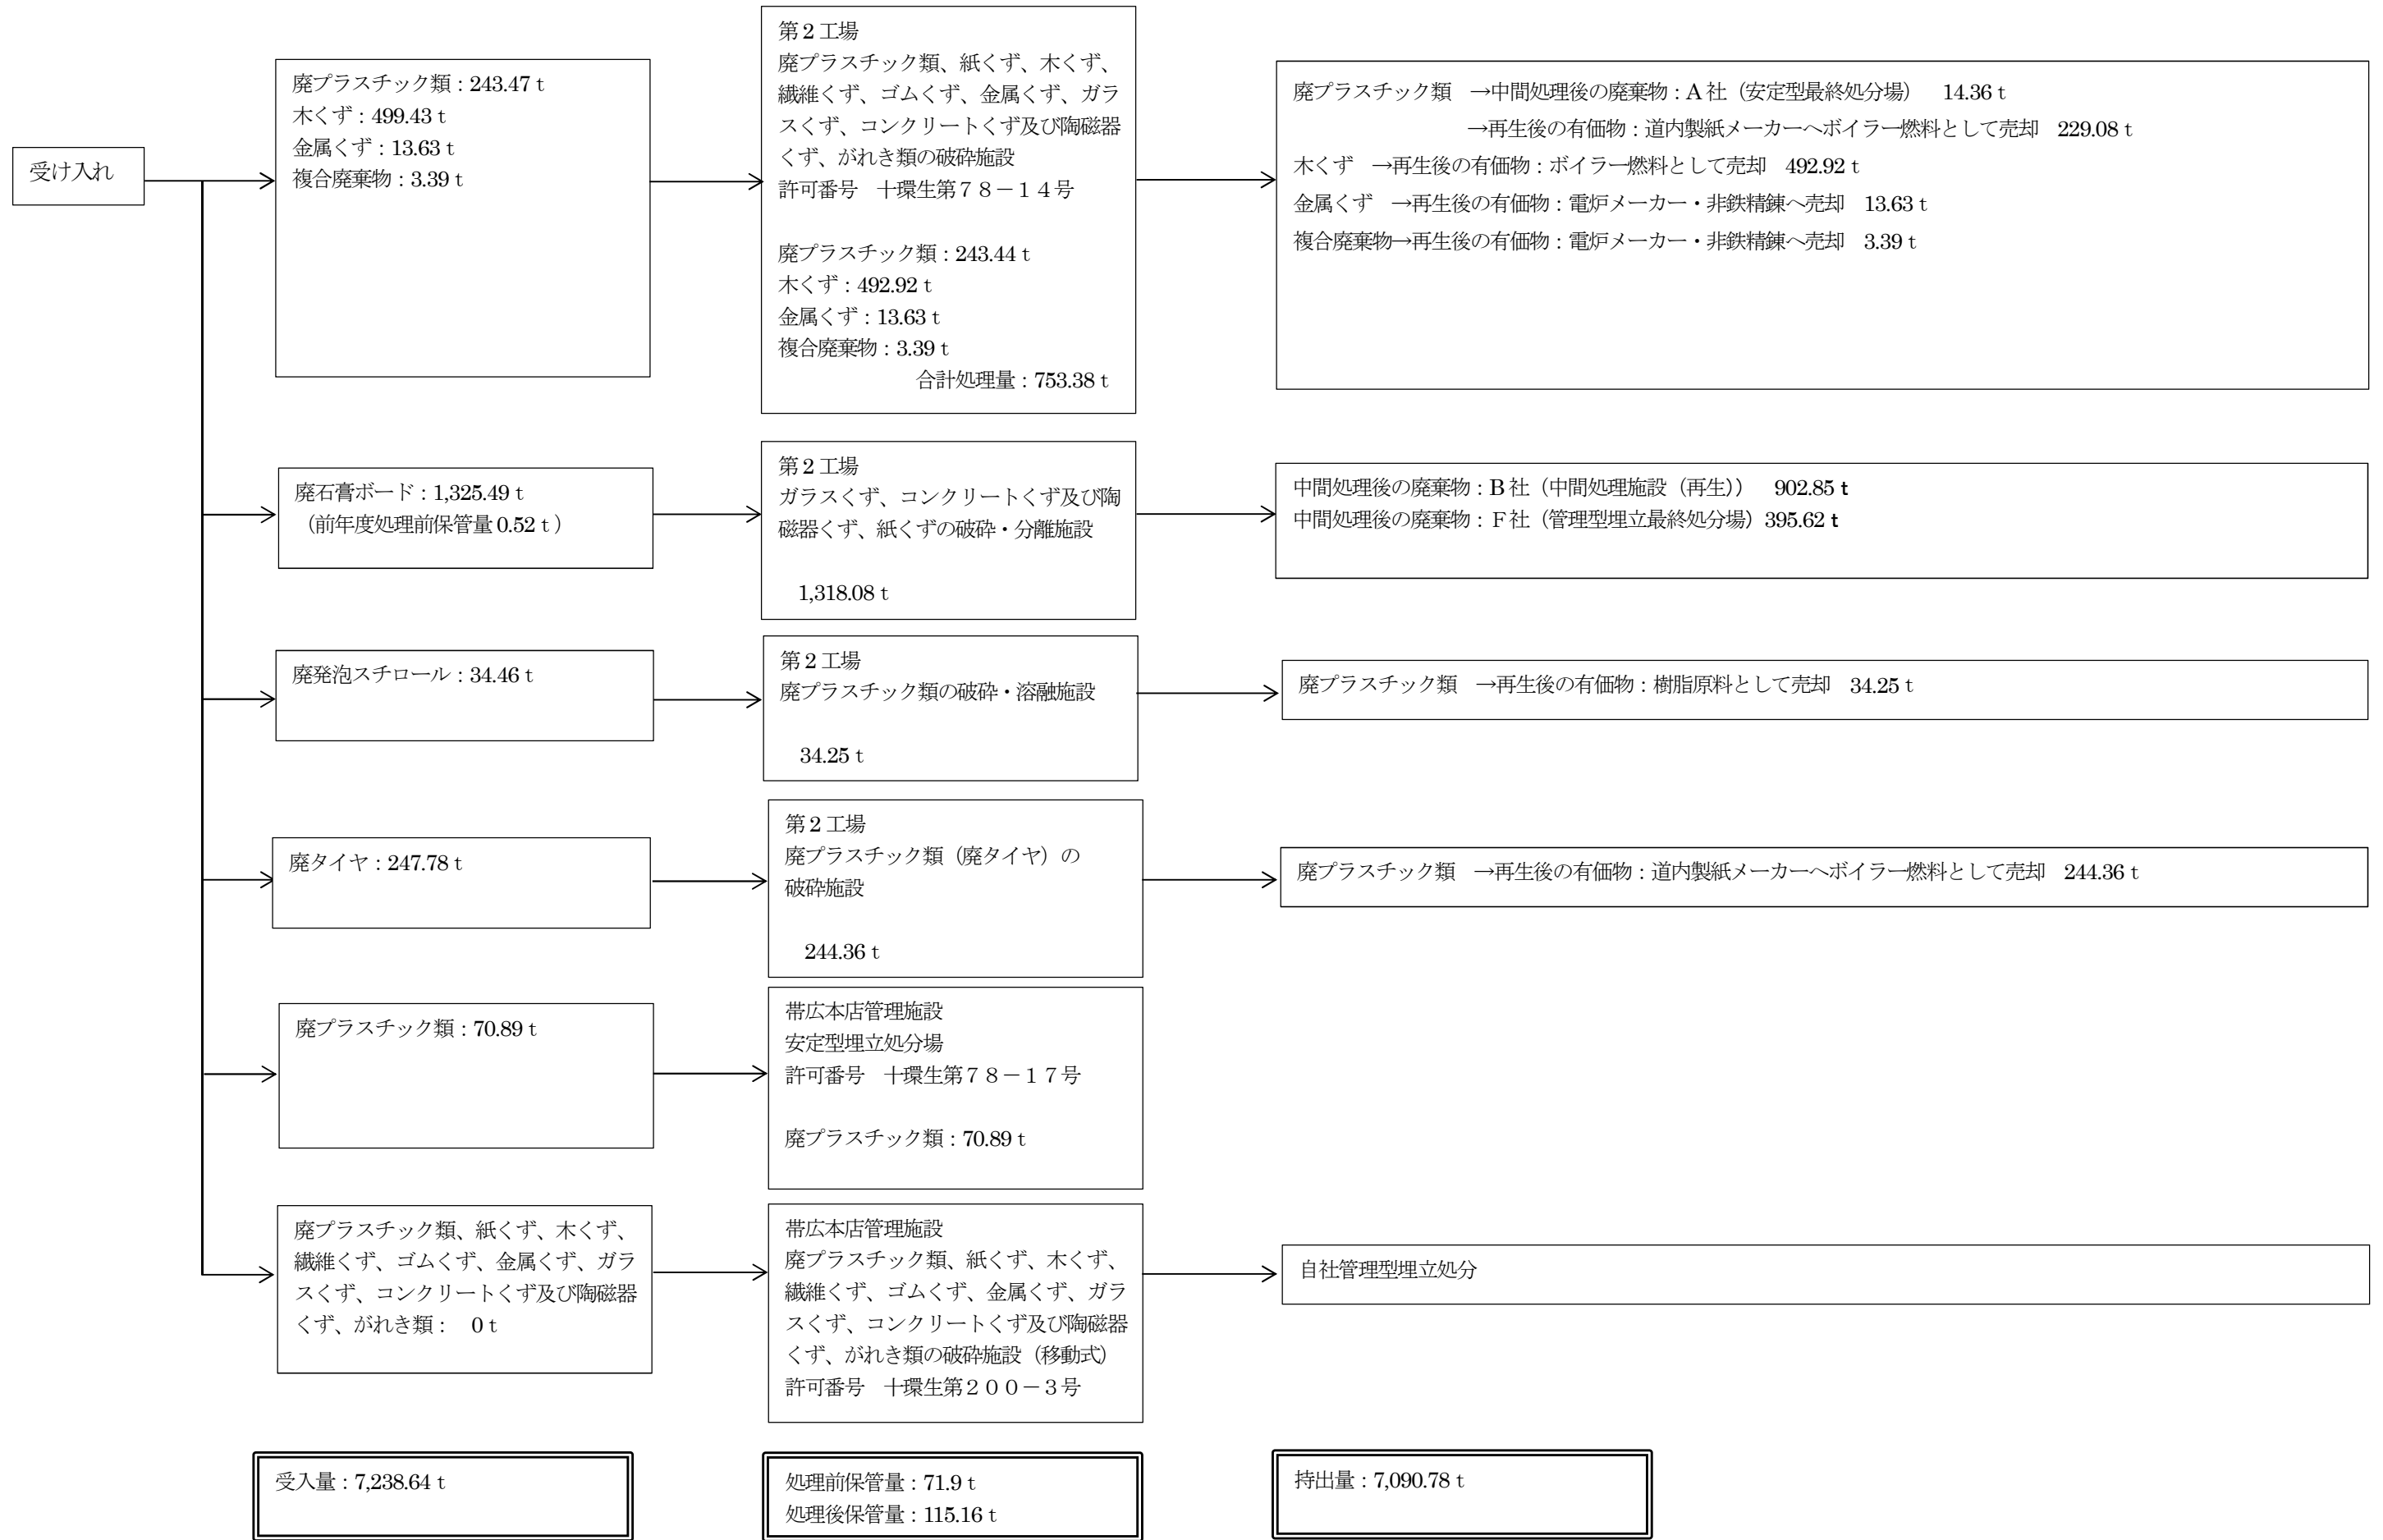 受け入れ
廃プラスチック類：243.47 t
木くず：499.43 t
金属くず：13.63 t
複合廃棄物：3.39 t
第２工場
廃プラスチック類、紙くず、木くず、
繊維くず、ゴムくず、金属くず、ガラ
スくず、コンクリートくず及び陶磁器
くず、がれき類の破砕施設
許可番号　十環生第７８－１４号
廃プラスチック類：243.44 t
木くず：492.92 t
金属くず：13.63 t
複合廃棄物：3.39 t
合計処理量：753.38 t
廃プラスチック類　→中間処理後の廃棄物：A 社（安定型最終処分場）　14.36 t
→再生後の有価物：道内製紙メーカーへボイラー燃料として売却　229.08 t
木くず　→再生後の有価物：ボイラー燃料として売却　492.92 t
金属くず　→再生後の有価物：電炉メーカー・非鉄精錬へ売却　13.63 t
複合廃棄物→再生後の有価物：電炉メーカー・非鉄精錬へ売却　3.39 t
廃石膏ボード：1,325.49 t
（前年度処理前保管量 0.52 t ）
第２工場
ガラスくず、コンクリートくず及び陶
磁器くず、紙くずの破砕・分離施設
1,318.08 t
中間処理後の廃棄物：B 社（中間処理施設（再生））　902.85 t
中間処理後の廃棄物：Ｆ社（管理型埋立最終処分場）395.62 t
廃発泡スチロール：34.46 t
第２工場
廃プラスチック類の破砕・溶融施設
34.25 t
廃プラスチック類　→再生後の有価物：樹脂原料として売却　34.25 t
廃タイヤ：247.78 t
第２工場
廃プラスチック類（廃タイヤ）の
破砕施設
244.36 t
廃プラスチック類　→再生後の有価物：道内製紙メーカーへボイラー燃料として売却　244.36 t
廃プラスチック類：70.89 t
帯広本店管理施設
安定型埋立処分場
許可番号　十環生第７８－１７号
廃プラスチック類：70.89 t
廃プラスチック類、紙くず、木くず、
繊維くず、ゴムくず、金属くず、ガラ
スくず、コンクリートくず及び陶磁器
くず、がれき類：　0 t
帯広本店管理施設
廃プラスチック類、紙くず、木くず、
繊維くず、ゴムくず、金属くず、ガラ
スくず、コンクリートくず及び陶磁器
くず、がれき類の破砕施設（移動式）
許可番号　十環生第２００－３号
自社管理型埋立処分
受入量：7,238.64 t
処理前保管量：71.9 t
処理後保管量：115.16 t
持出量：7,090.78 t